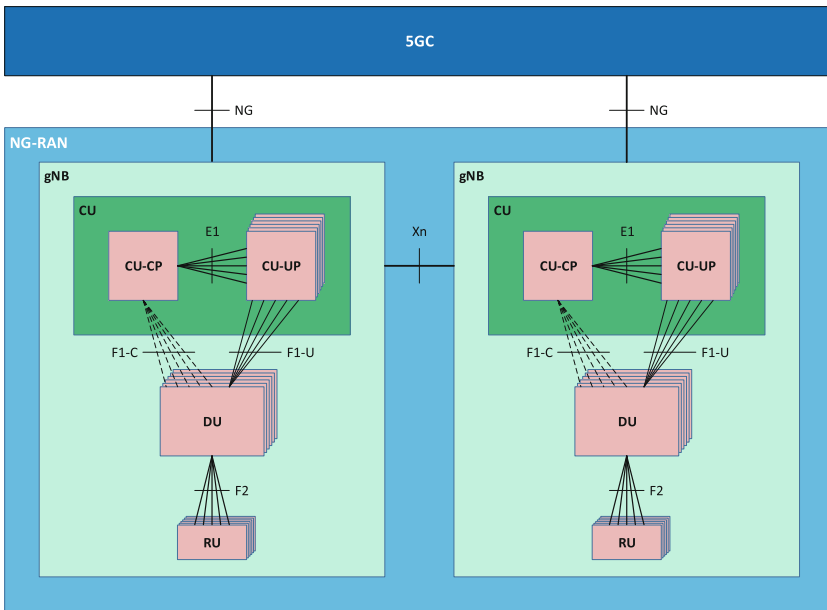 5GC
NG
NG
NG-RAN
gNB
gNB
CU
CU
E1
Xn
E1
CU-CP
CU-UP
CU-CP
CU-UP
F1-C
F1-U
F1-C
F1-U
DU
DU
F2
F2
RU
RU